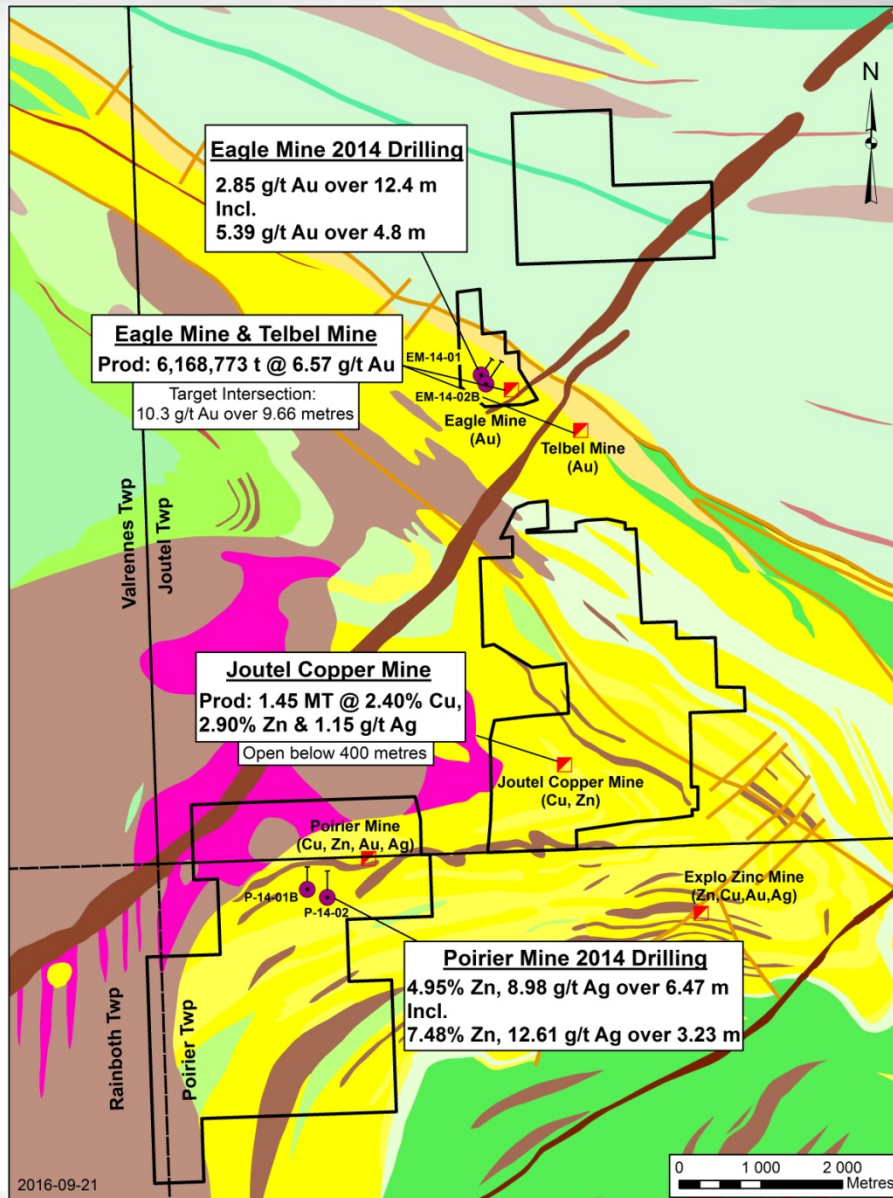 N
Eagle Mine 2014 Drilling
2.85 g/t Au over 12.4 m
Incl.
5.39 g/t Au over 4.8 m
Eagle Mine & Telbel Mine
Prod: 6,168,773 t @ 6.57 g/t Au
Target Intersection:
10.3 g/t Au over 9.66 metres
EM-14-01
EM-14-02B
Eagle Mine
(Au)
Telbel Mine
(Au)
Valrennes Twp
Joutel Twp
Joutel Copper Mine
Prod: 1.45 MT @ 2.40% Cu,
2.90% Zn & 1.15 g/t Ag
Open below 400 metres
Joutel Copper Mine
(Cu, Zn)
Poirier Mine
(Cu, Zn, Au, Ag)
P-14-01B
P-14-02
Explo Zinc Mine
(Zn,Cu,Au,Ag)
Poirier Mine 2014 Drilling
4.95% Zn, 8.98 g/t Ag over 6.47 m
Incl.
7.48% Zn, 12.61 g/t Ag over 3.23 m
Rainboth Twp
Poirier Twp
2016-09-21
0 1 000 2 000
Metres